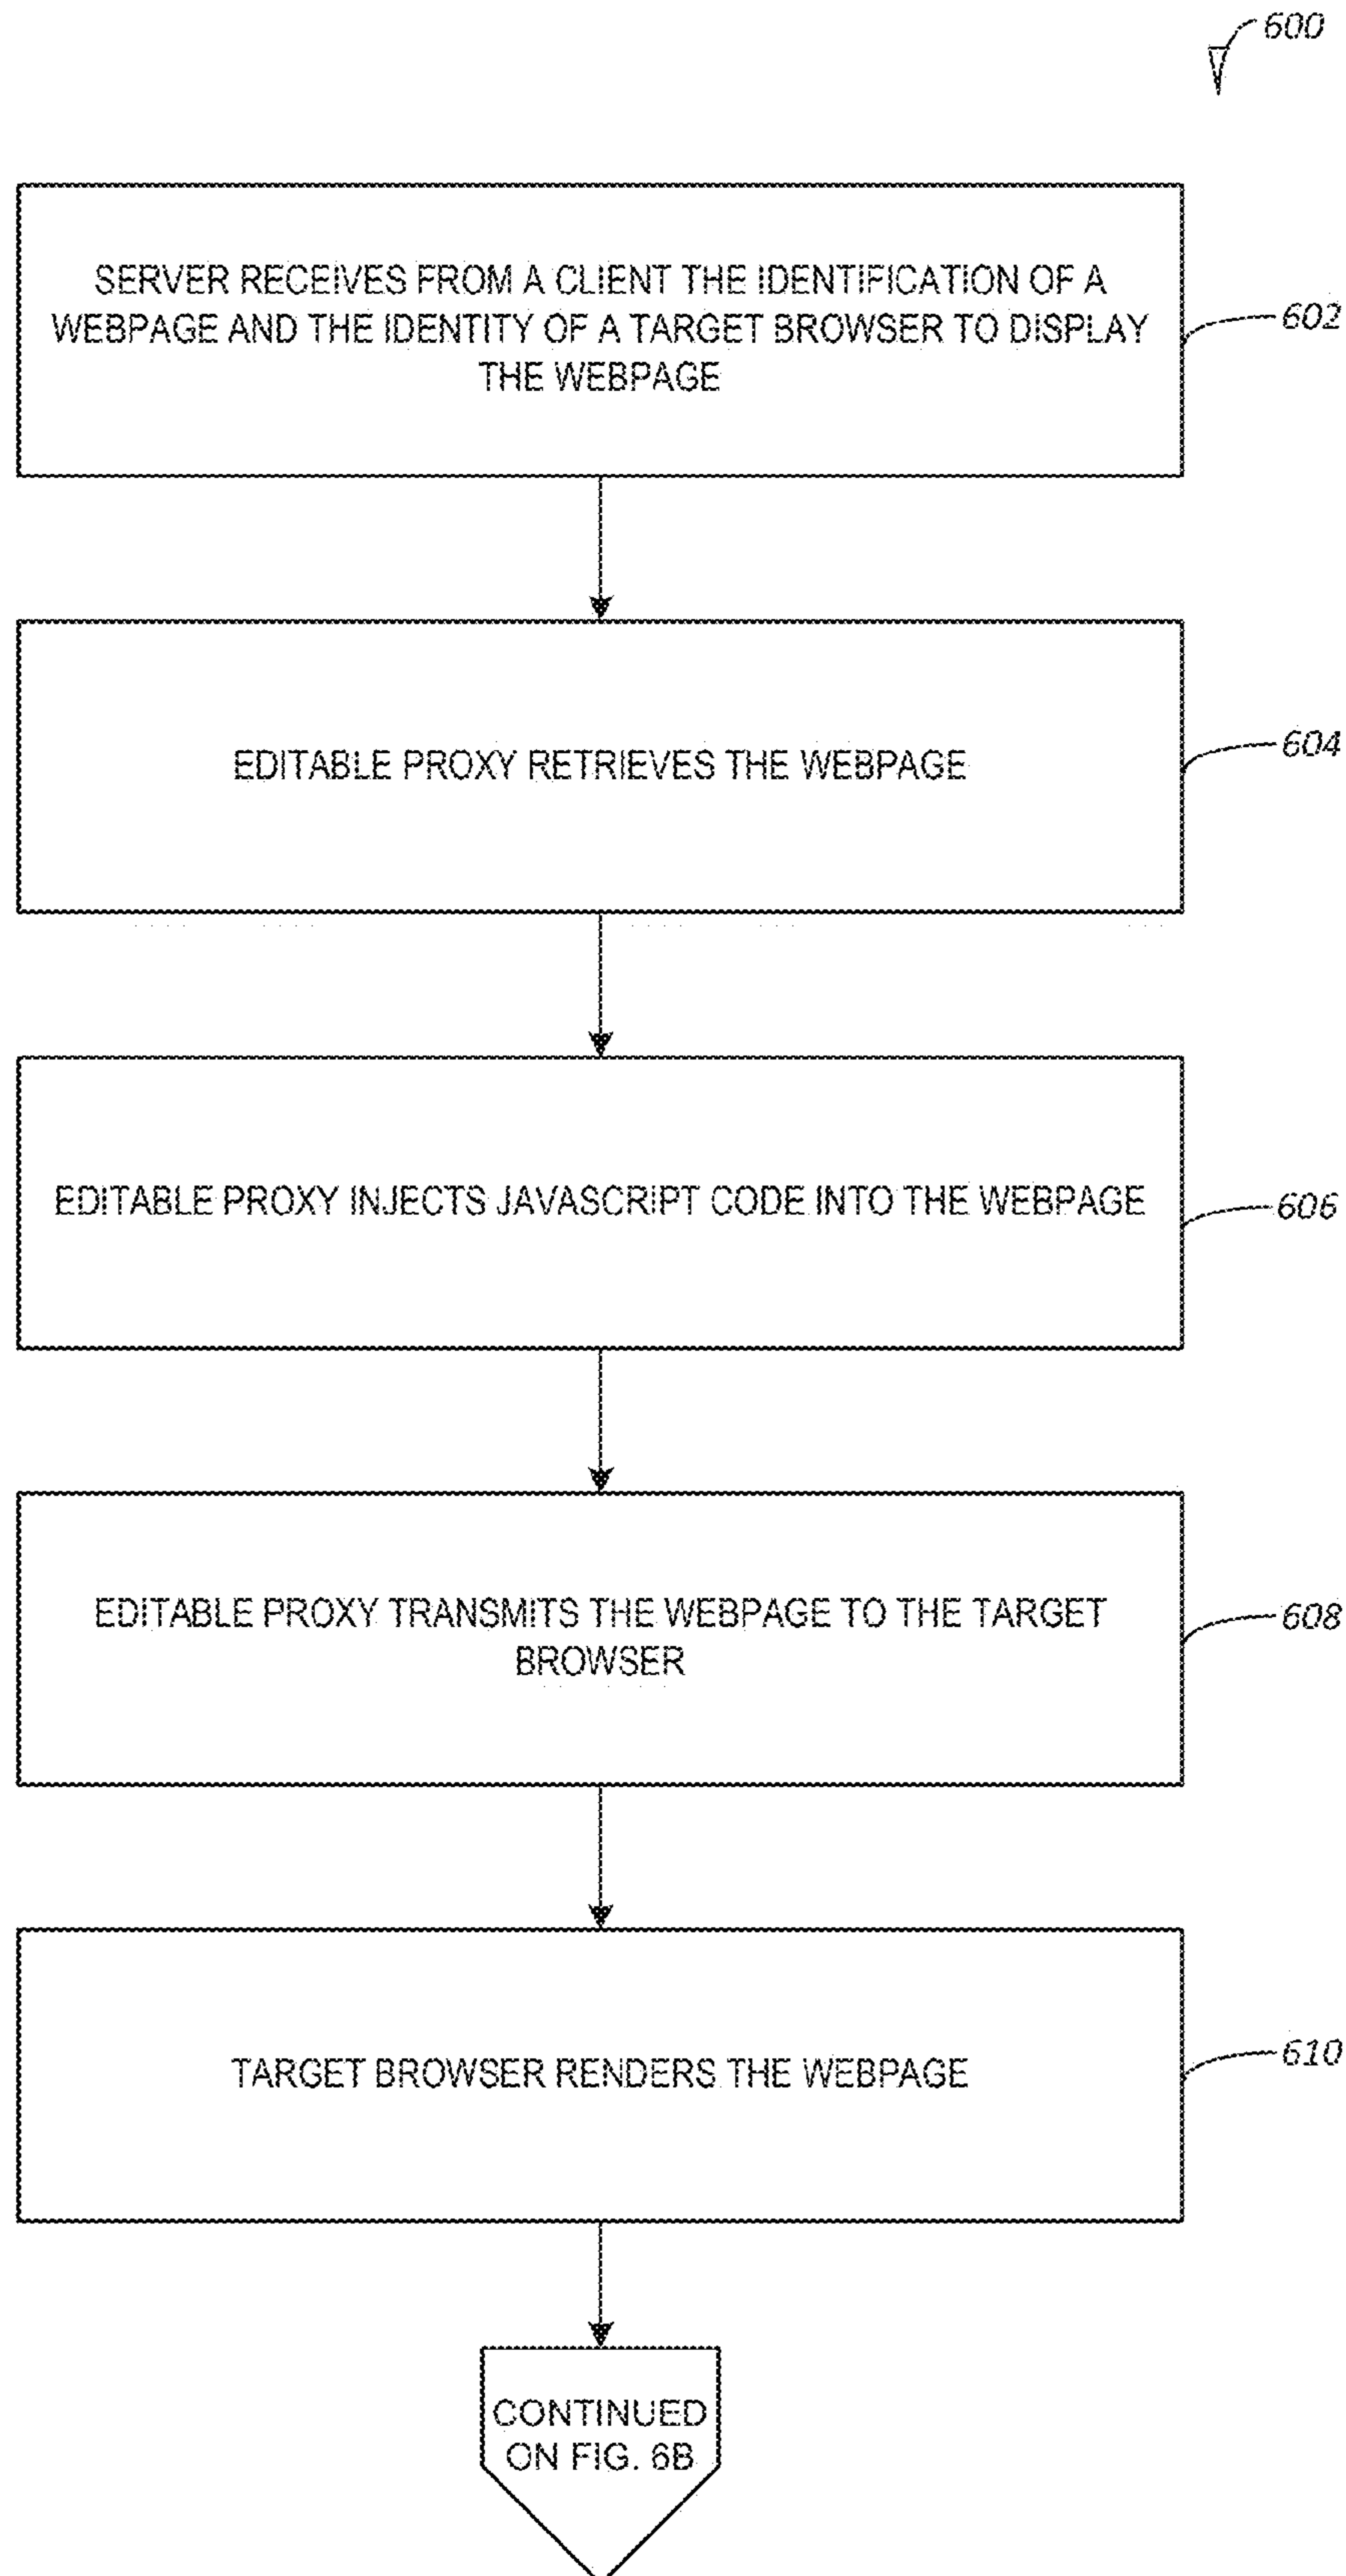 600
SERVER RECEIVES FROM A CLIENT THE IDENTIFICATION OF A
WEBPAGE AND THE IDENTITY OF A TARGET BROWSER TO DISPLAY
THE WEBPAGE
602
EDITABLE PROXY RETRIEVES THE WEBPAGE
604
EDITABLE PROXY INJECTS JAVASCRIPT CODE INTO THE WEBPAGE
606
EDITABLE PROXY TRANSMITS THE WEBPAGE TO THE TARGET
BROWSER
608
TARGET BROWSER RENDERS THE WEBPAGE
610
CONTINUED
ON FIG. 6B